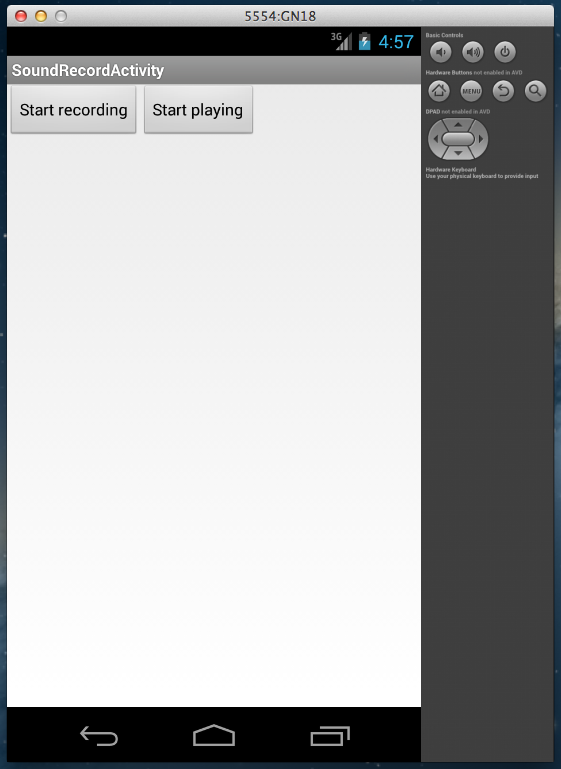 5554:GN18
3G
4:57
SoundRecordActivity
Start recording
Start playing
Basic Controls
Hardware Buttons not enabled in AVD
MENU
DPAD not enabled in AVD
Hardware Keyboard
Use your physical keyboard to provide input